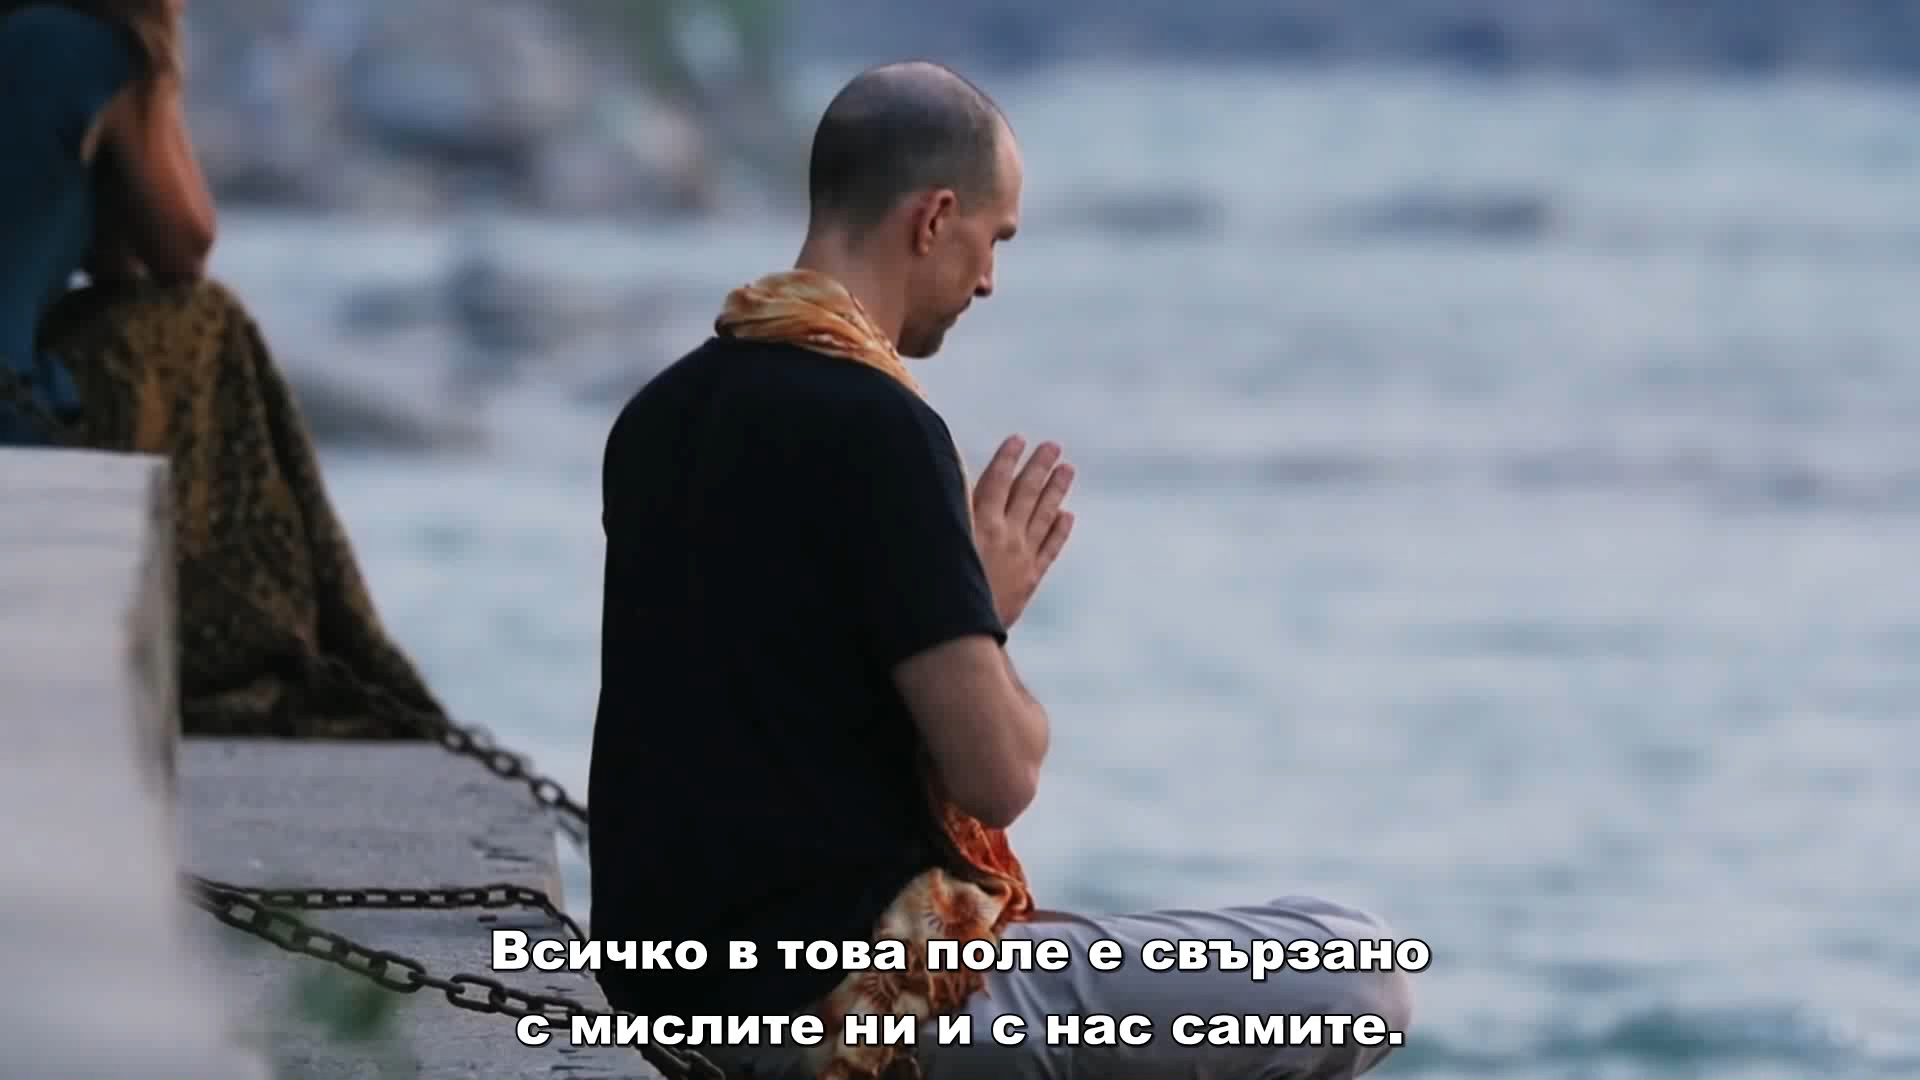 Всичко в това поле е свързано
с мислите ни и с нас самите.